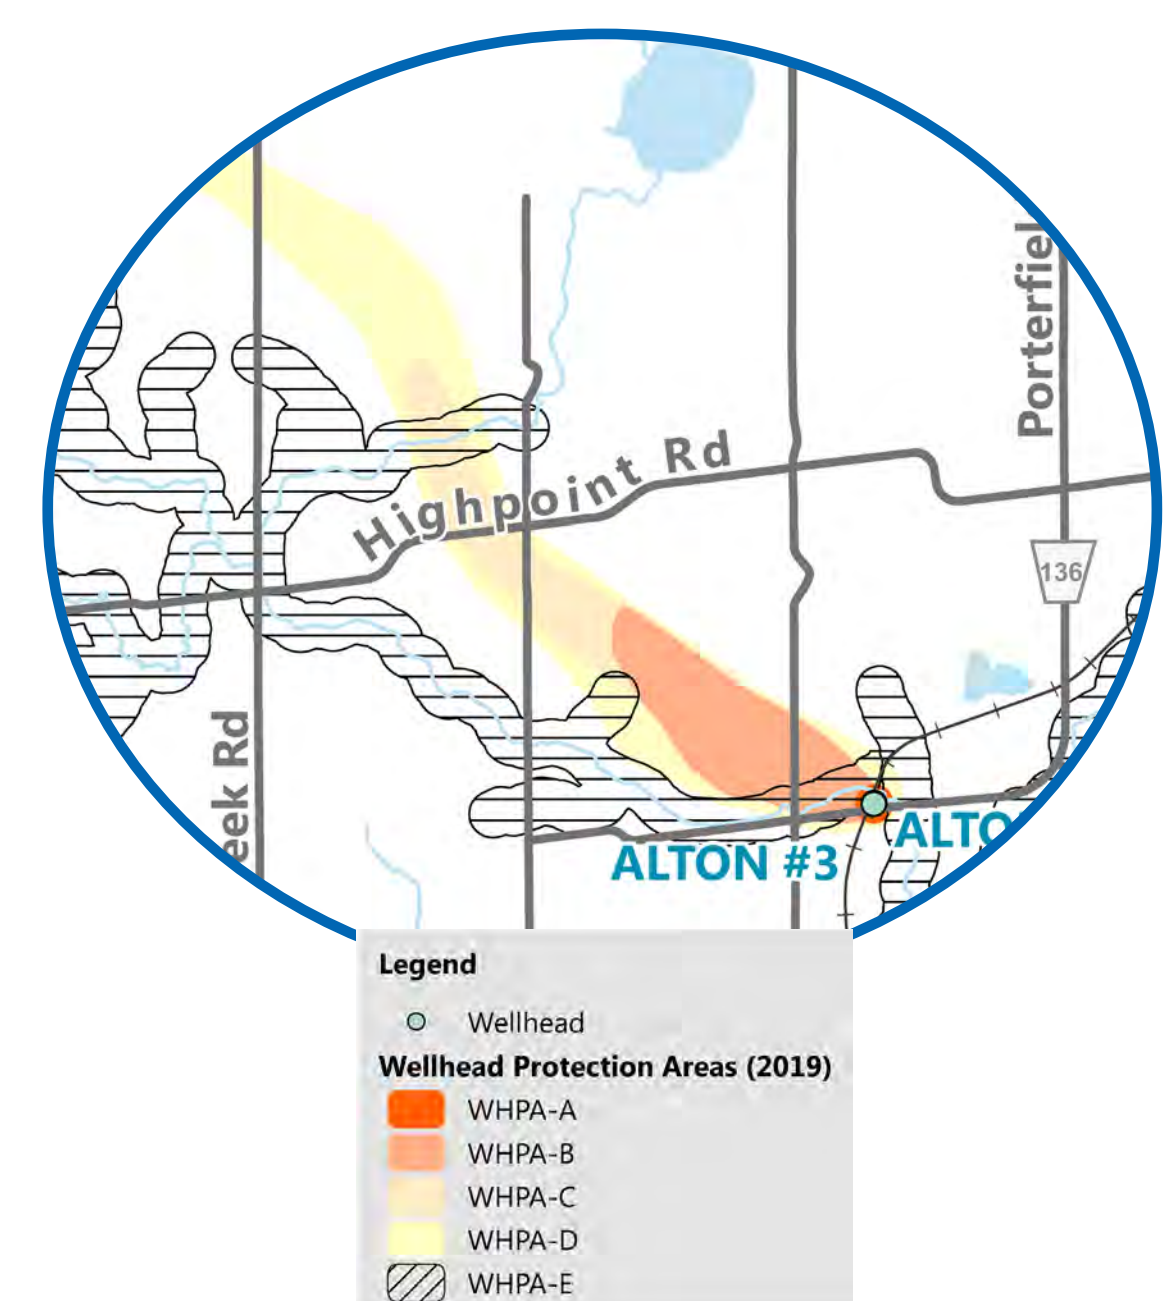 Porterfiel
Highpoint Rd
136
eek Rd
ALTO
ALTON #3
Legend
Wellhead
Wellhead Protection Areas (2019)
WHPA-A
WHPA-B
WHPA-C
WHPA-D
WHPA-E